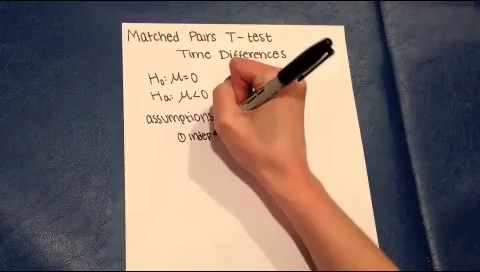 Matched Pairs T-test
Time Differences
H₀: μ=0
Hₐ: μ<0
assumptions
① indep